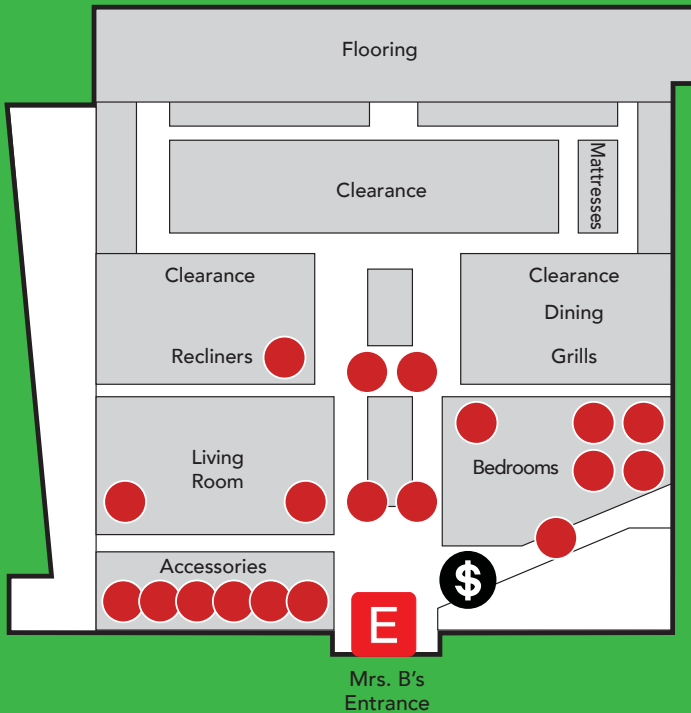 Flooring
Clearance
Mattresses
Clearance
Recliners
Clearance
Dining
Grills
Living
Room
Bedrooms
Accessories
$
E
Mrs. B's
Entrance